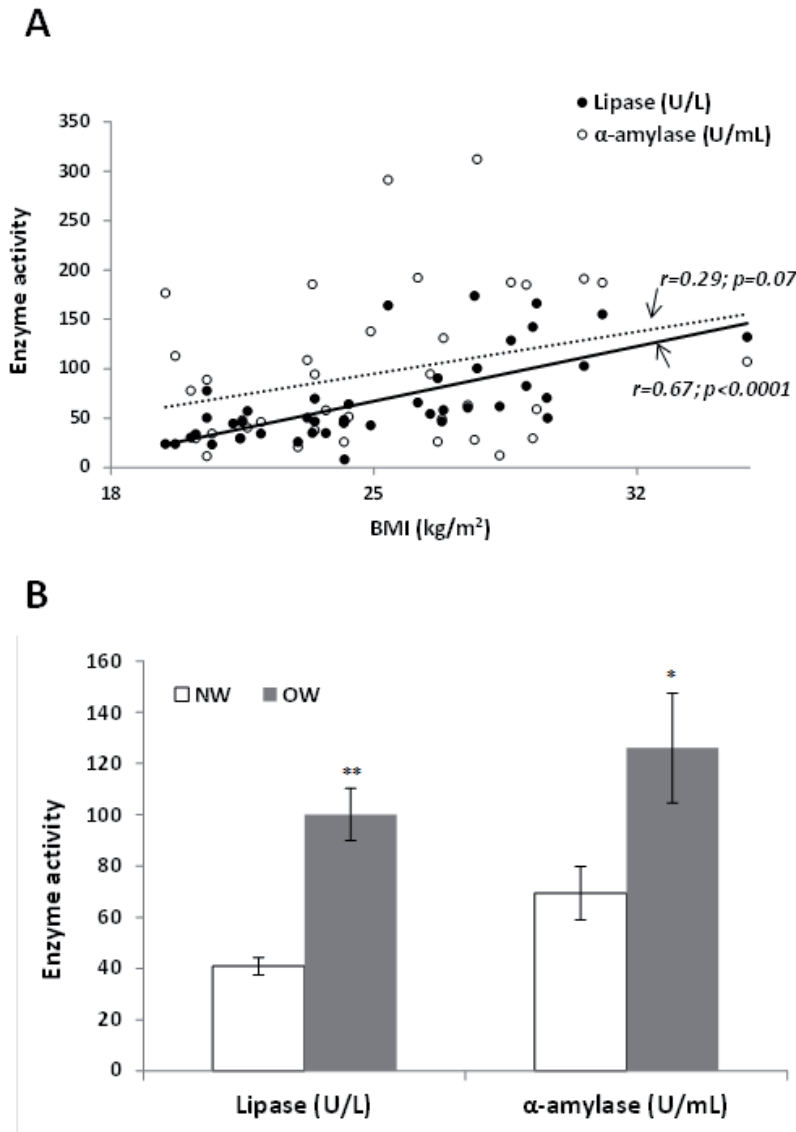 A
● Lipase (U/L)
○ α-amylase (U/mL)
350
300
250
200
150
100
50
0
Enzyme activity
r=0.29; p=0.07
r=0.67; p<0.0001
18 25 32
BMI (kg/m²)
B
160
140
120
100
80
60
40
20
0
Enzyme activity
NW OW
**
*
Lipase (U/L) α-amylase (U/mL)